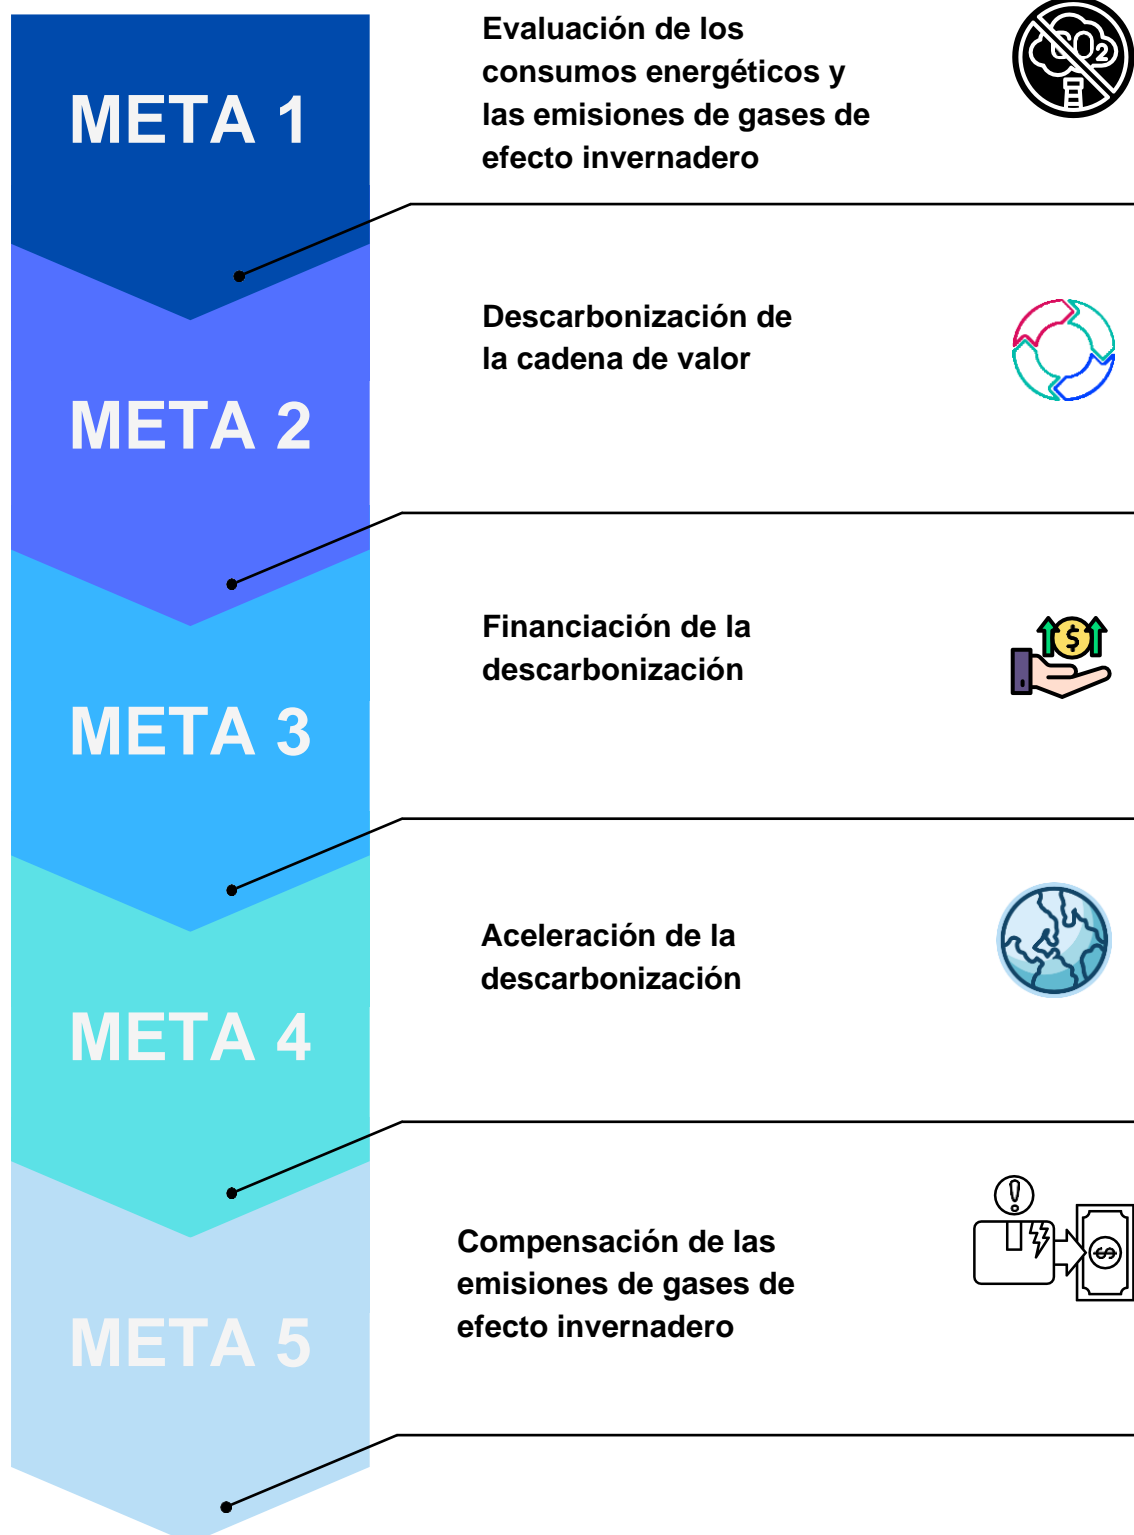 META 1
Evaluación de los
consumos energéticos y
las emisiones de gases de
efecto invernadero
CO2
META 2
Descarbonización de
la cadena de valor
META 3
Financiación de la
descarbonización
$
META 4
Aceleración de la
descarbonización
META 5
Compensación de las
emisiones de gases de
efecto invernadero
!
$